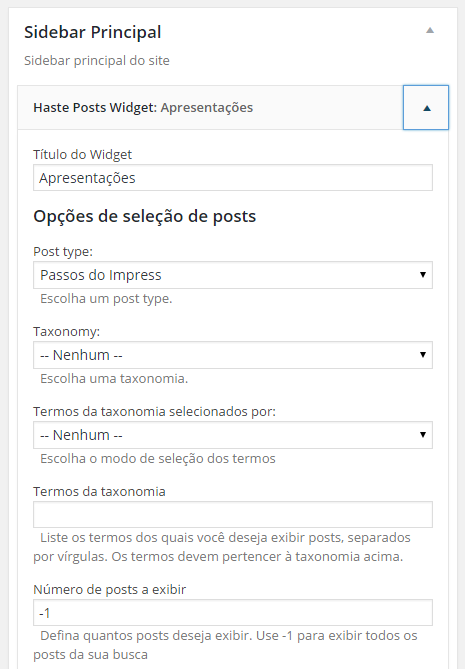 Sidebar Principal
Sidebar principal do site
Haste Posts Widget: Apresentações
Título do Widget
Apresentações
Opções de seleção de posts
Post type:
Passos do Impress
Escolha um post type.
Taxonomy:
-- Nenhum --
Escolha uma taxonomia.
Termos da taxonomia selecionados por:
-- Nenhum --
Escolha o modo de seleção dos termos
Termos da taxonomia
Liste os termos dos quais você deseja exibir posts, separados
por vírgulas. Os termos devem pertencer à taxonomia acima.
Número de posts a exibir
-1
Defina quantos posts deseja exibir. Use -1 para exibir todos os
posts da sua busca